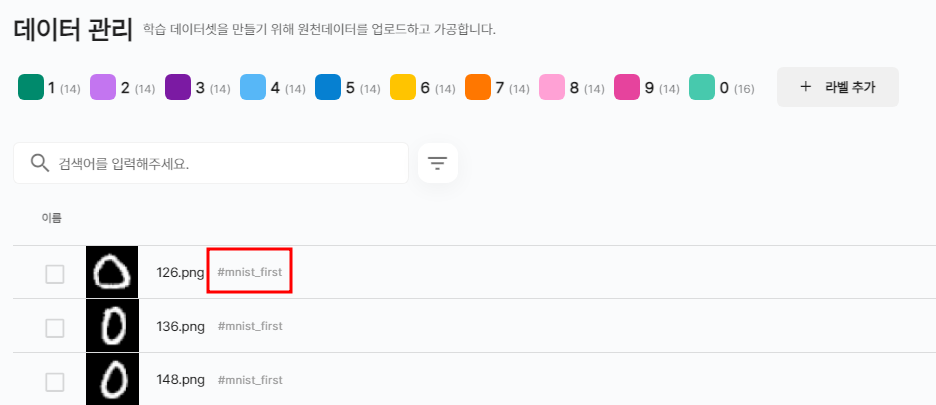 데이터 관리 학습 데이터셋을 만들기 위해 원천데이터를 업로드하고 가공합니다.
1 (14) 2 (14) 3 (14) 4 (14) 5 (14) 6 (14) 7 (14) 8 (14) 9 (14) 0 (16) + 라벨 추가
검색어를 입력해주세요.
이름
0 126.png #mnist_first
0 136.png #mnist_first
0 148.png #mnist_first